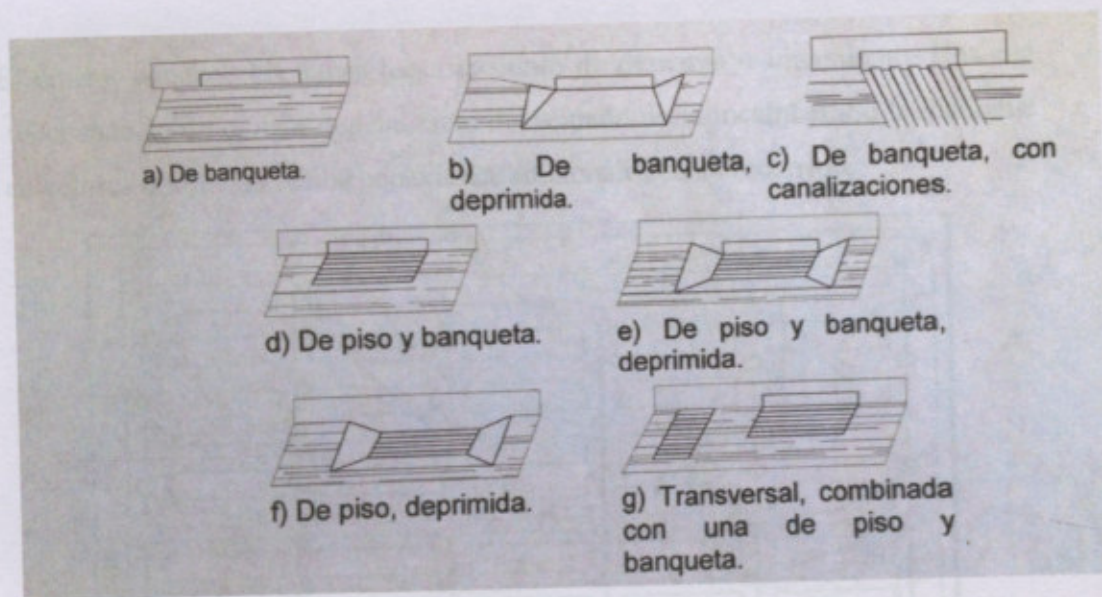 a) De banqueta.
b) De banqueta,
deprimida.
c) De banqueta, con
canalizaciones.
d) De piso y banqueta.
e) De piso y banqueta,
deprimida.
f) De piso, deprimida.
g) Transversal, combinada
con una de piso y
banqueta.